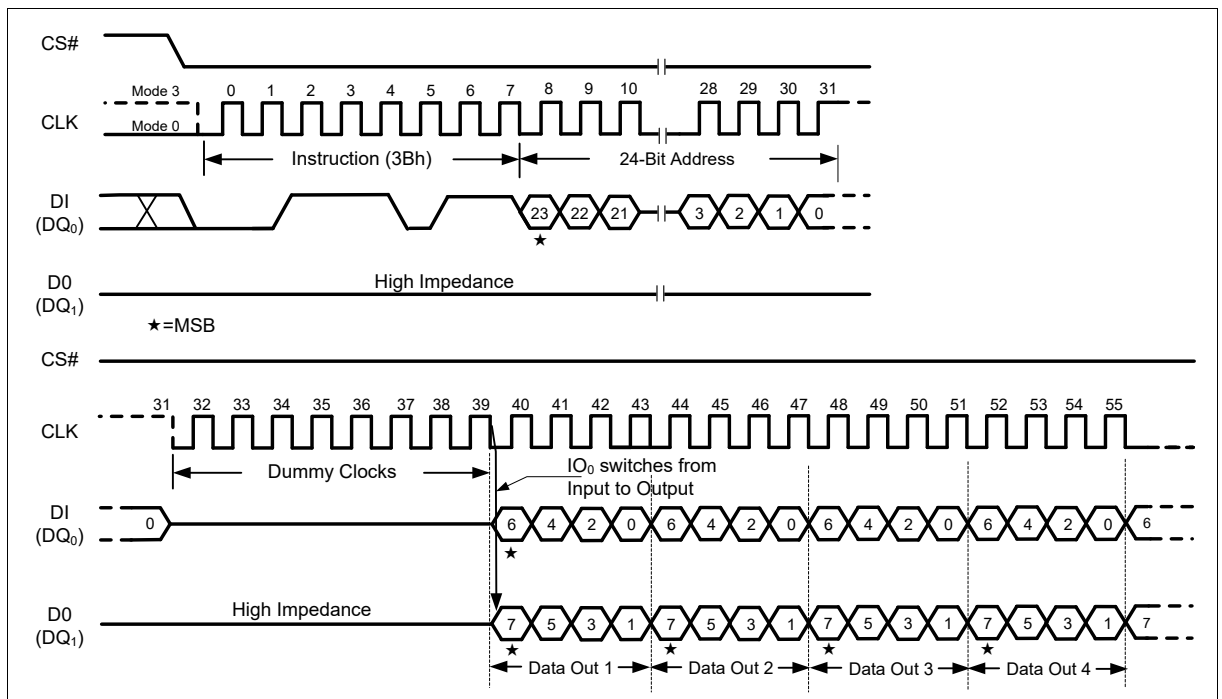 CS#
Mode 3 0 1 2 3 4 5 6 7 8 9 10 28 29 30 31
CLK
Mode 0
Instruction (3Bh) 24-Bit Address
DI
(DQ0) 23 22 21 3 2 1 0
★
D0
(DQ1) High Impedance
★=MSB
CS#
31 32 33 34 35 36 37 38 39 40 41 42 43 44 45 46 47 48 49 50 51 52 53 54 55
CLK
Dummy Clocks
IO0 switches from
Input to Output
DI
(DQ0) 0 6 4 2 0 6 4 2 0 6 4 2 0 6 4 2 0 6
★
D0
(DQ1) High Impedance 7 5 3 1 7 5 3 1 7 5 3 1 7 5 3 1 7
★ ★ ★ ★
Data Out 1 Data Out 2 Data Out 3 Data Out 4